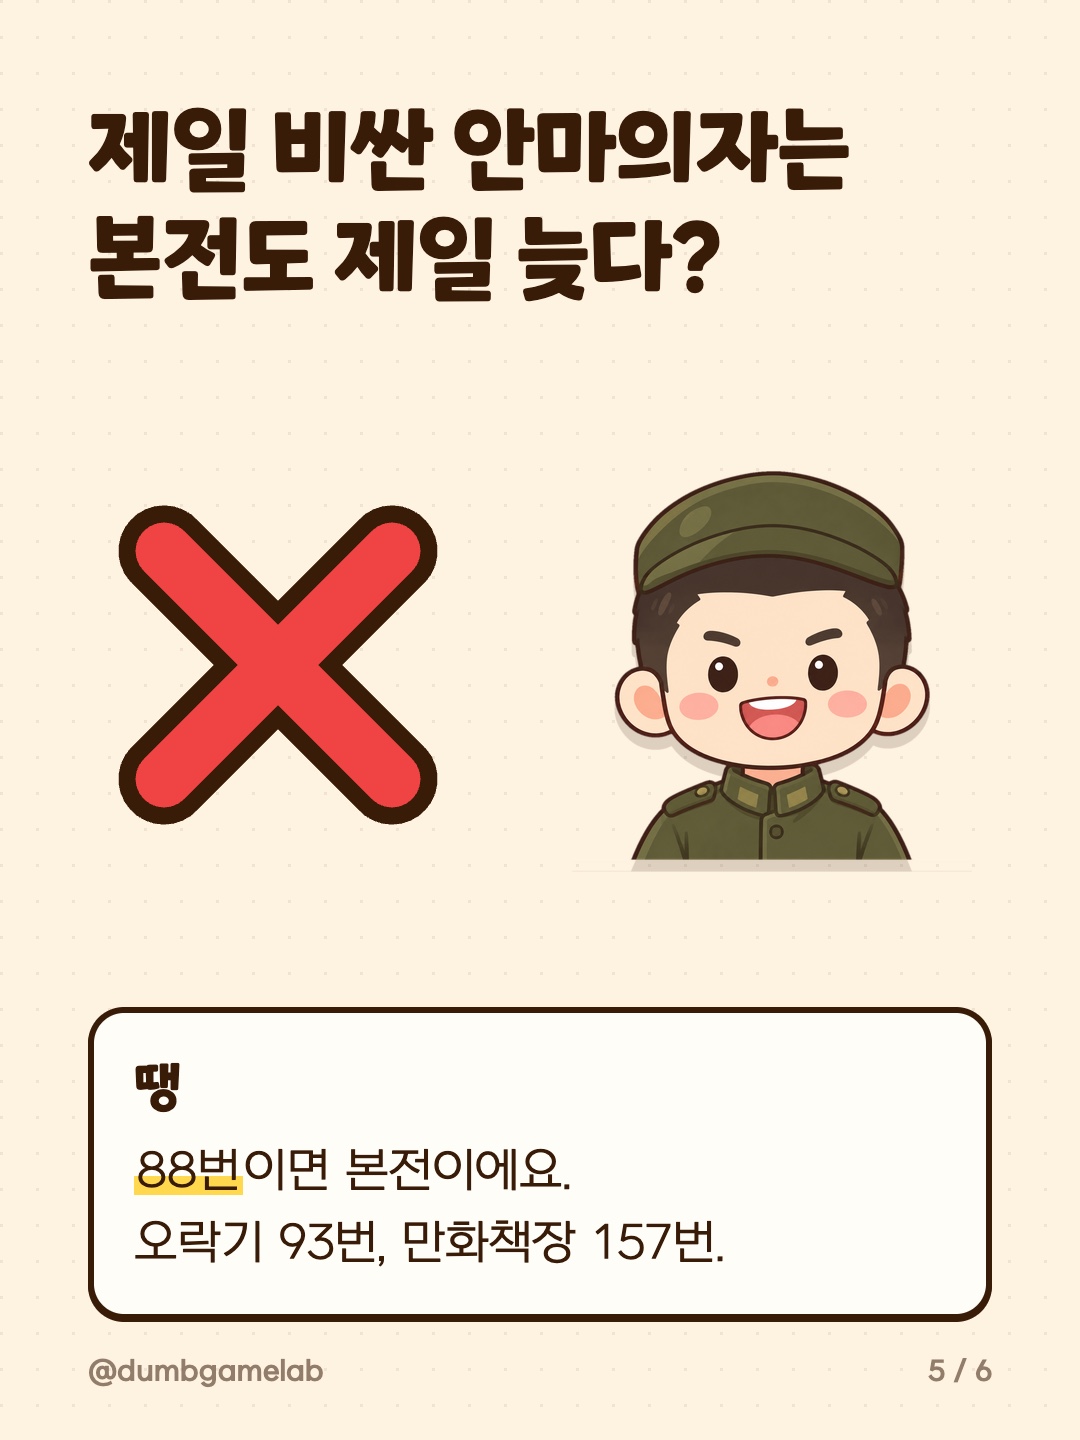 제일 비싼 안마의자는
본전도 제일 늦다?
땡
88번이면 본전이에요.
오락기 93번, 만화책장 157번.
@dumbgamelab
5 / 6